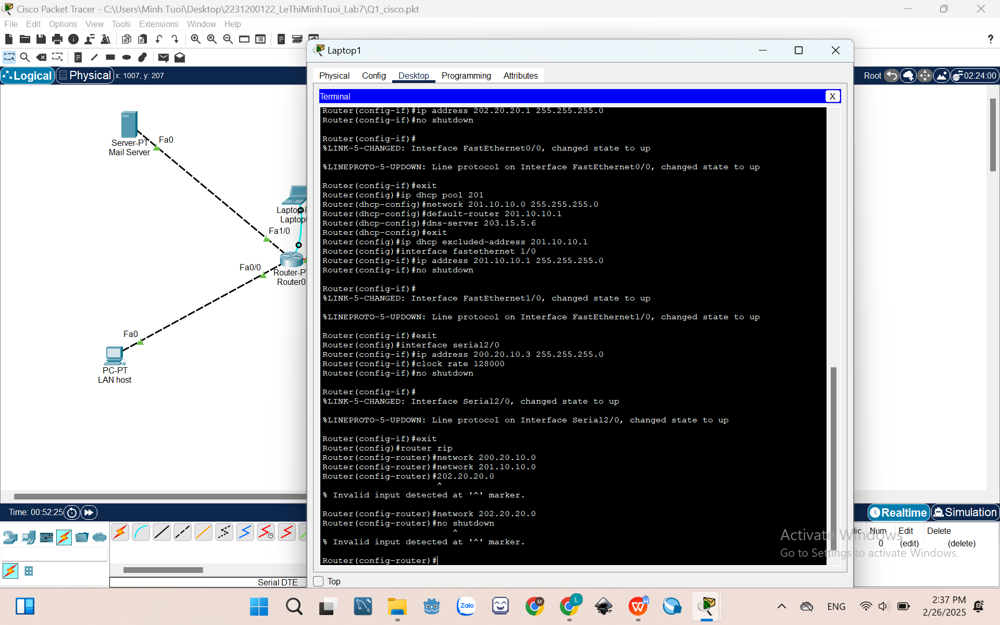 Cisco Packet Tracer - C:\Users\Minh Tuoi\Desktop\2231200122_LeThiMinhTuoi_Lab7\Q1_cisco.pkt
File Edit Options View Tools Extensions Window Help
?
Laptop1
Logical Physical x: 1007, y: 207
Root 02:24:00
Physical Config Desktop Programming Attributes
Terminal X
Router(config-if)#ip address 202.20.20.1 255.255.255.0
Router(config-if)#no shutdown
Router(config-if)#
%LINK-5-CHANGED: Interface FastEthernet0/0, changed state to up
%LINEPROTO-5-UPDOWN: Line protocol on Interface FastEthernet0/0, changed state to up
Router(config-if)#exit
Router(config)#ip dhcp pool 201
Router(dhcp-config)#network 201.10.10.0 255.255.255.0
Router(dhcp-config)#default-router 201.10.10.1
Router(dhcp-config)#dns-server 203.15.5.6
Router(dhcp-config)#exit
Router(config)#ip dhcp excluded-address 201.10.10.1
Router(config)#interface fastethernet 1/0
Router(config-if)#ip address 201.10.10.1 255.255.255.0
Router(config-if)#no shutdown
Router(config-if)#
%LINK-5-CHANGED: Interface FastEthernet1/0, changed state to up
%LINEPROTO-5-UPDOWN: Line protocol on Interface FastEthernet1/0, changed state to up
Router(config-if)#exit
Router(config)#interface serial2/0
Router(config-if)#ip address 200.20.10.3 255.255.255.0
Router(config-if)#clock rate 128000
Router(config-if)#no shutdown
Router(config-if)#
%LINK-5-CHANGED: Interface Serial2/0, changed state to up
%LINEPROTO-5-UPDOWN: Line protocol on Interface Serial2/0, changed state to up
Router(config-if)#exit
Router(config)#router rip
Router(config-router)#network 200.20.10.0
Router(config-router)#network 201.10.10.0
Router(config-router)#202.20.20.0
^
% Invalid input detected at '^' marker.
Router(config-router)#network 202.20.20.0
Router(config-router)#no shutdown
^
% Invalid input detected at '^' marker.
Router(config-router)#
Top
Server-PT
Mail Server
Fa0
Laptop
Fa1/0
Fa0/0
Router-P
Router0
Fa0
PC-PT
LAN host
Time: 00:52:25
Realtime Simulation
Num Edit Delete
0 (edit) (delete)
Activate Windows
Go to Settings to activate Windows.
Serial DTE
Zalo
M
L
W
ENG
2:37 PM
2/26/2025